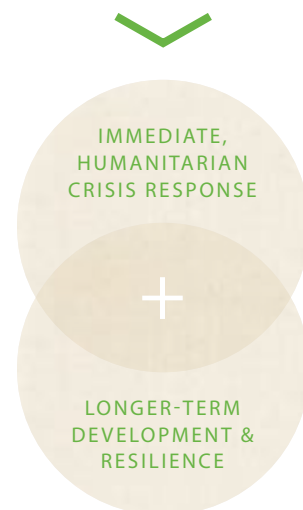 IMMEDIATE,
HUMANITARIAN
CRISIS RESPONSE
+
LONGER-TERM
DEVELOPMENT &
RESILIENCE